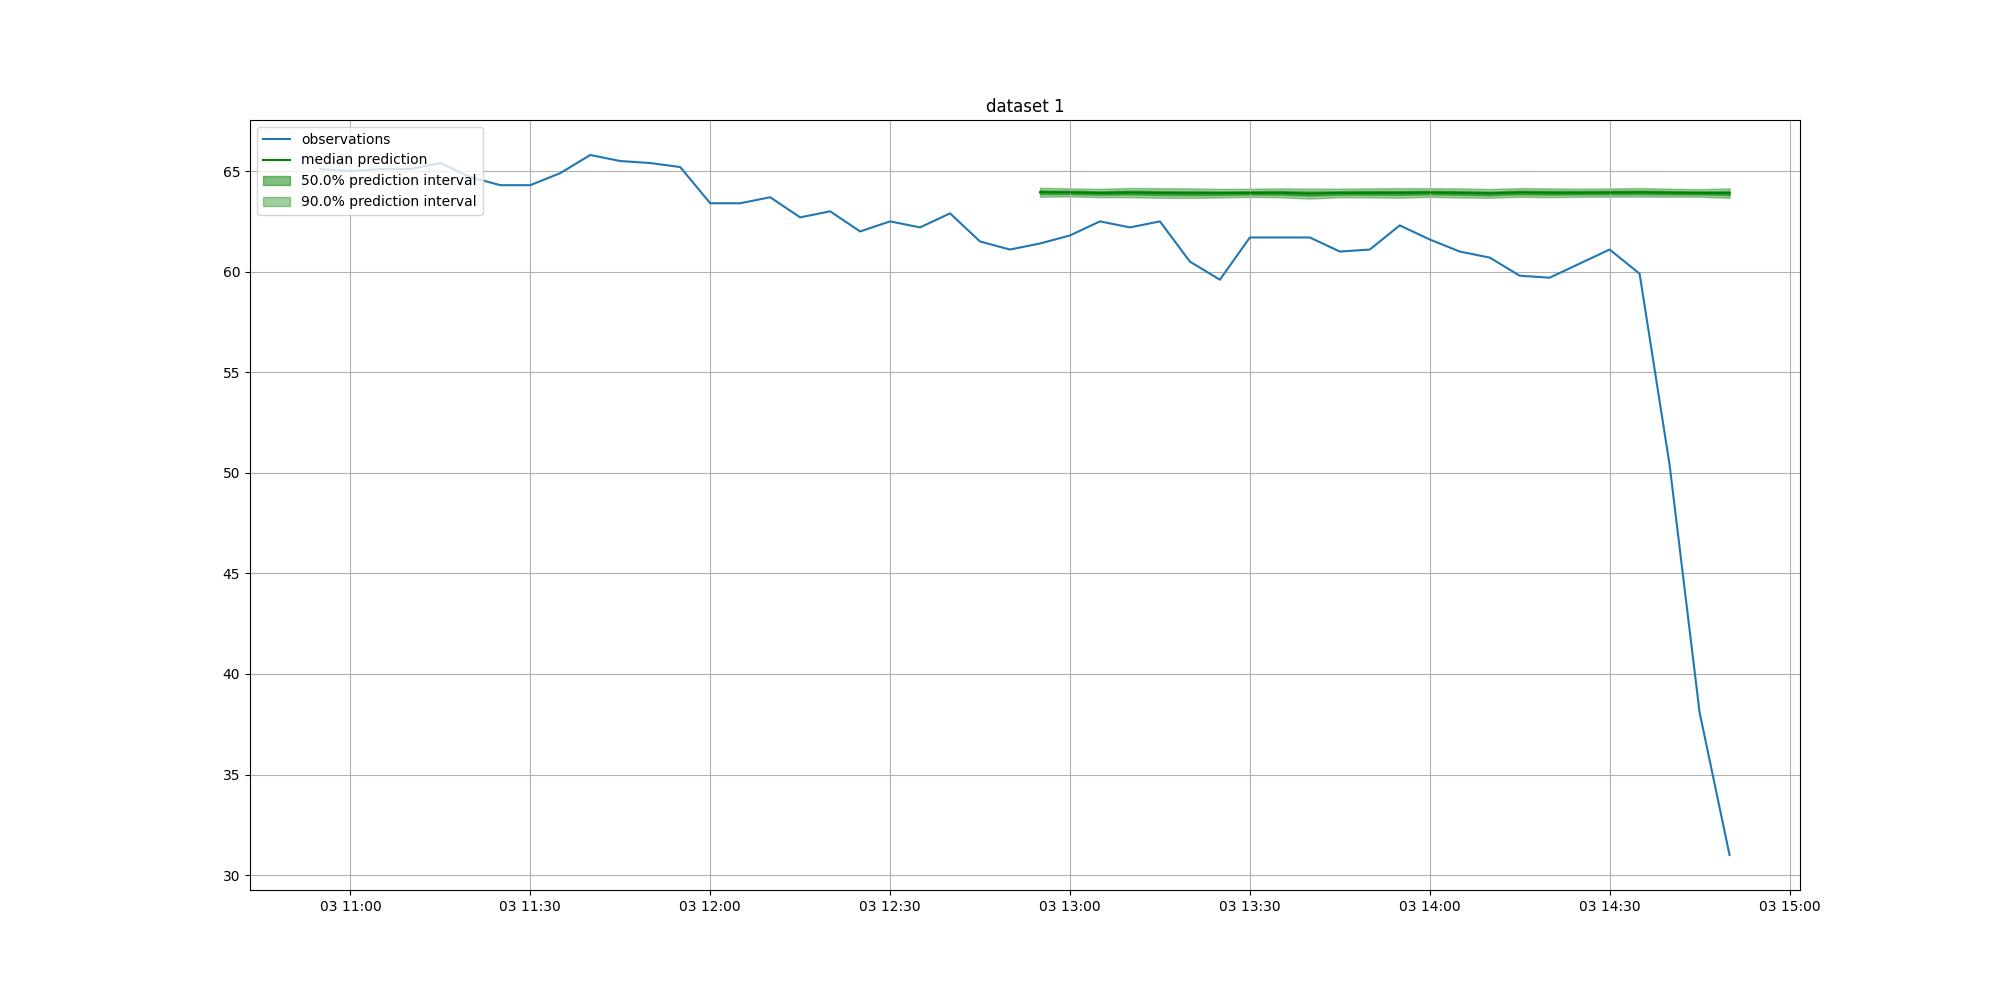 dataset 1
observations
median prediction
50.0% prediction interval
90.0% prediction interval
65
60
55
50
45
40
35
30
03 11:00 03 11:30 03 12:00 03 12:30 03 13:00 03 13:30 03 14:00 03 14:30 03 15:00